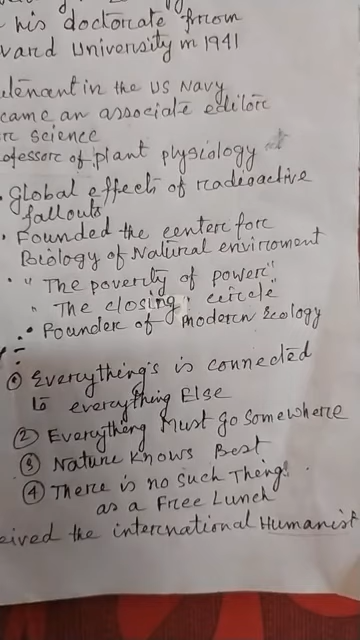 his doctorate from
vard University in 1941
utenant in the US Navy
came an associate editor
science
ofessor of plant physiology
• Global effects of radioactive
fallouts
• Founded the center for
Biology of Natural enviroment
• " The poverty of power"
" The closing circle"
• Founder of modern Ecology
① Everything's is connected
to everything Else
② Everything Must go somewhere
③ Nature Knows Best
④ There is no such Thing
as a Free Lunch
eived the international Humanist